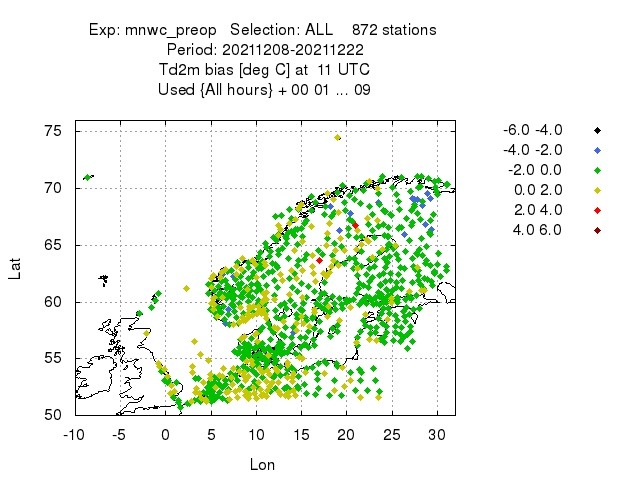 Exp: mnwc_preop   Selection: ALL    872 stations
Period: 20211208-20211222
Td2m bias [deg C] at  11 UTC
Used {All hours} + 00 01 ... 09
75
70
65
60
55
50
-10 -5 0 5 10 15 20 25 30
Lat
Lon
-6.0 -4.0
-4.0 -2.0
-2.0 0.0
0.0 2.0
2.0 4.0
4.0 6.0